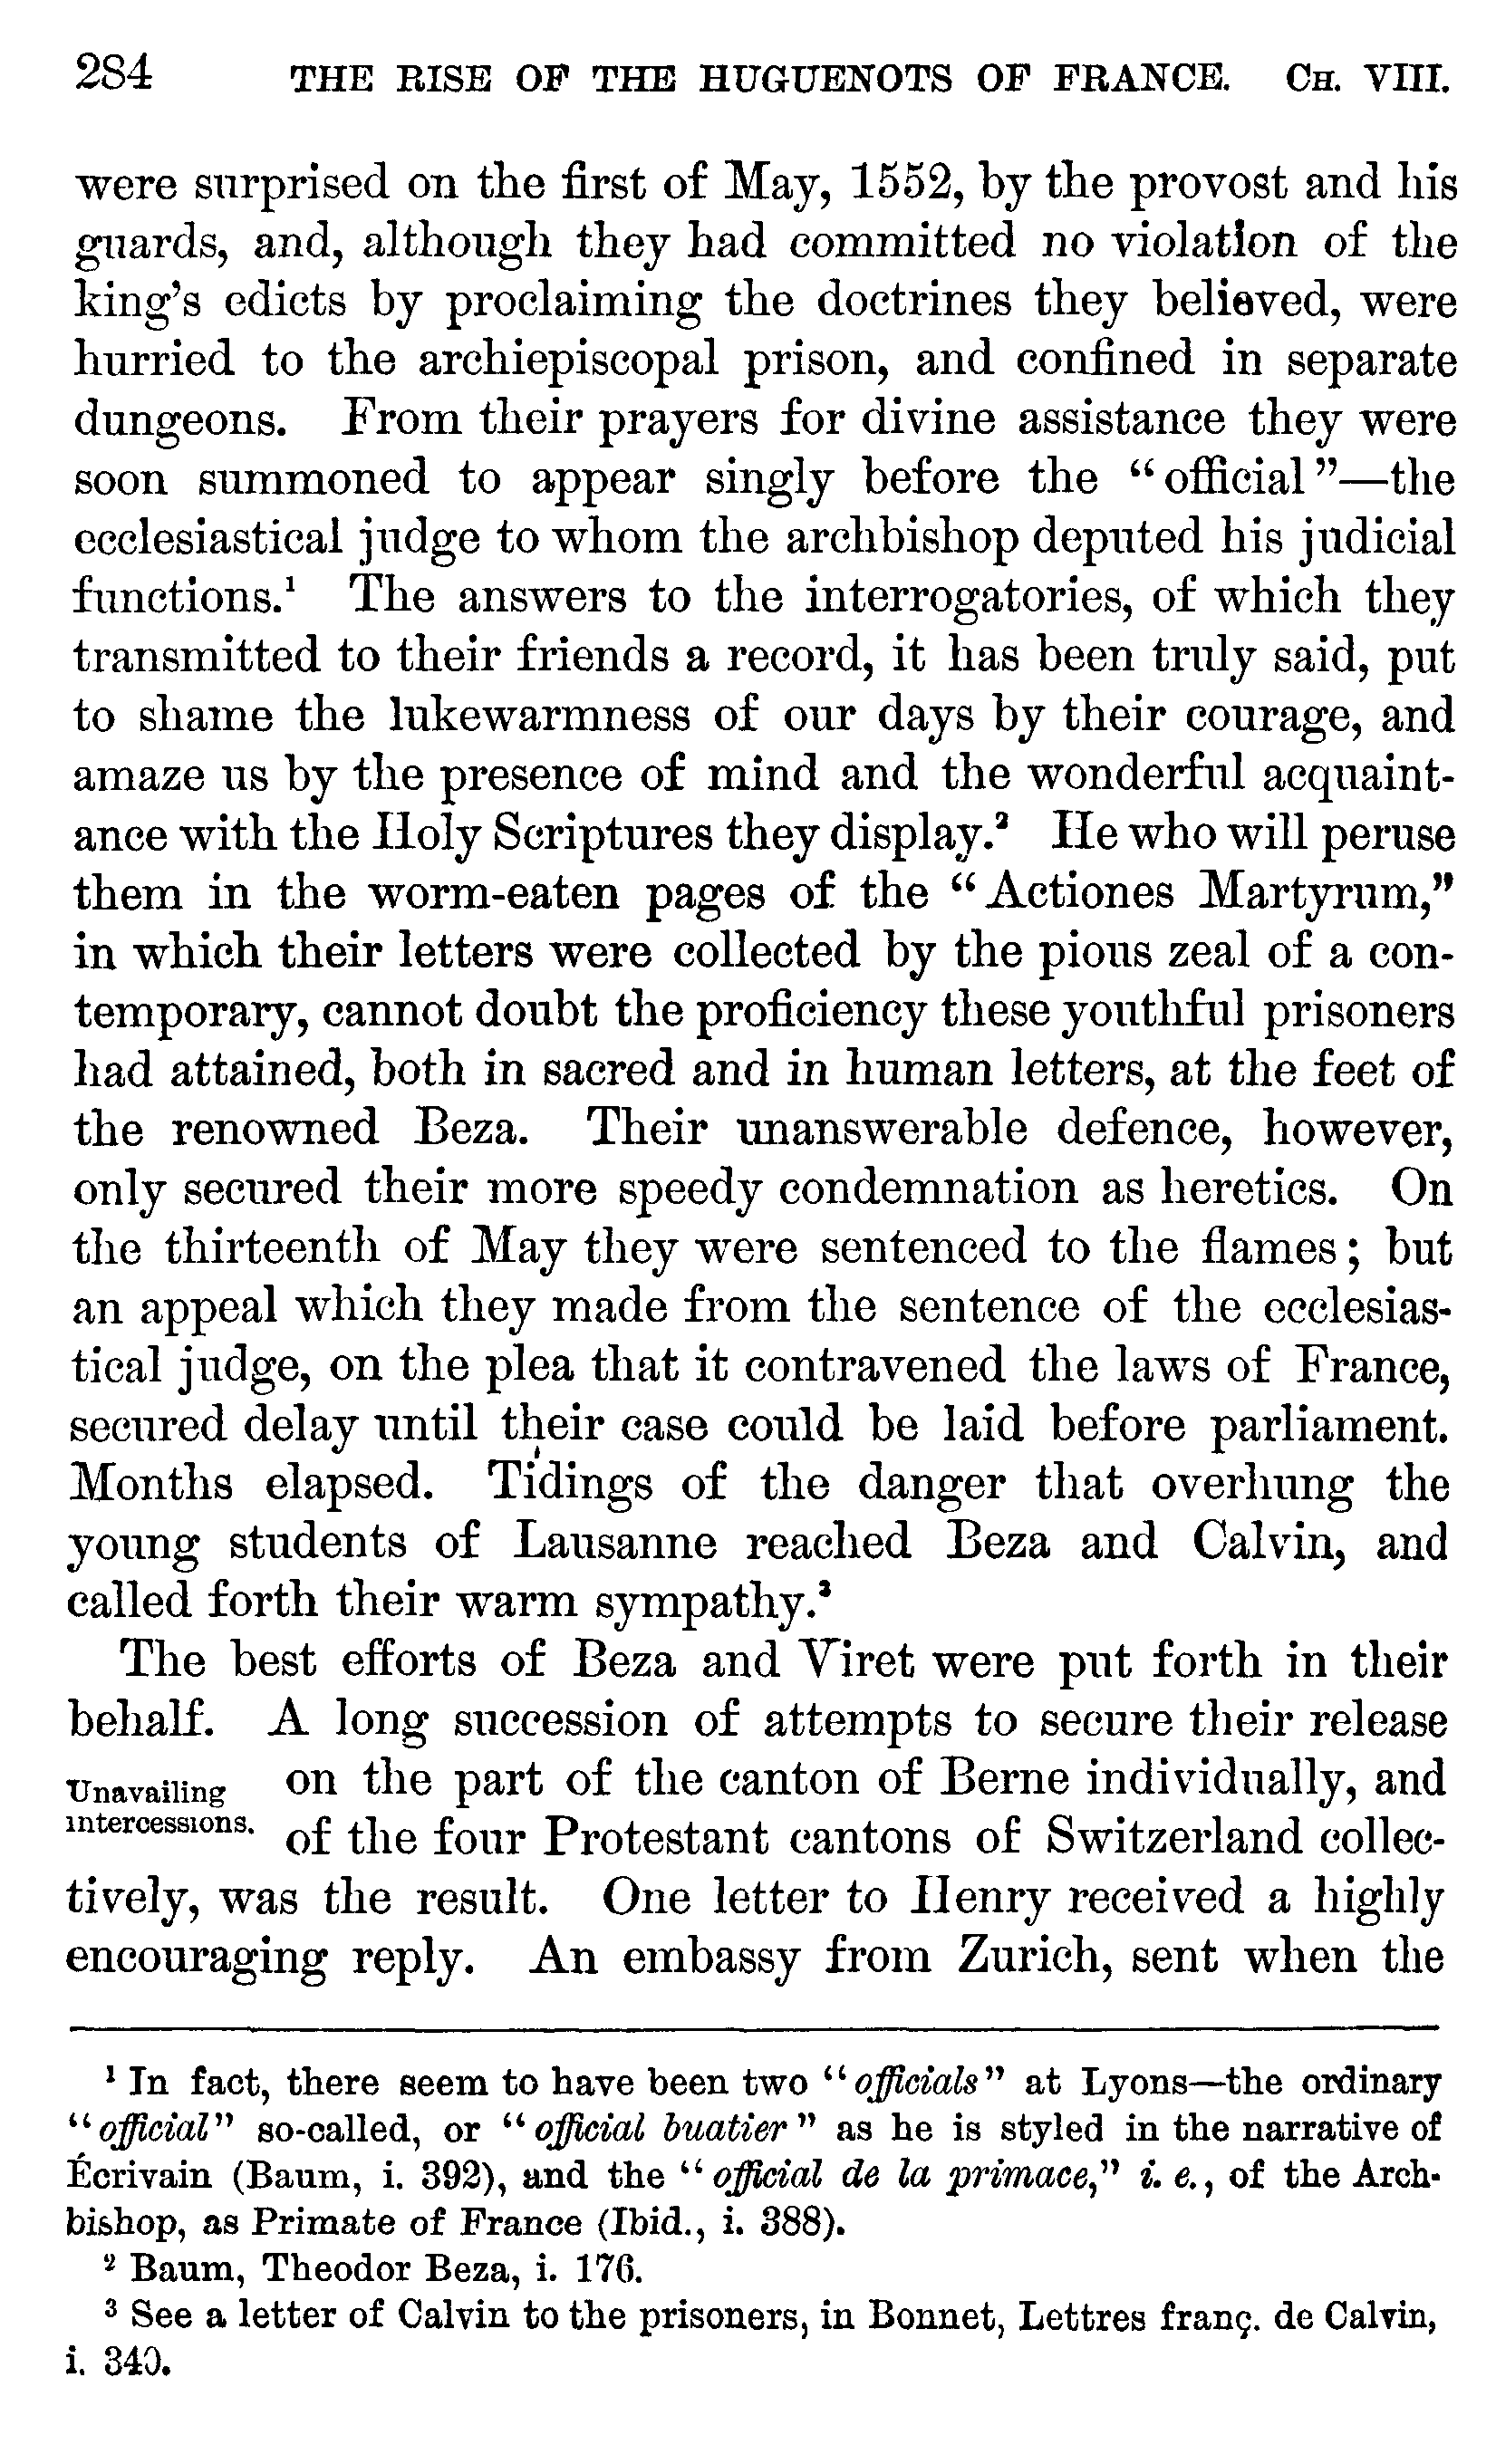 284 THE RISE OF THE HUGUENOTS OF FRANCE. CH. VIII.
were surprised on the first of May, 1552, by the provost and his
guards, and, although they had committed no violation of the
king's edicts by proclaiming the doctrines they believed, were
hurried to the archiepiscopal prison, and confined in separate
dungeons. From their prayers for divine assistance they were
soon summoned to appear singly before the “official”—the
ecclesiastical judge to whom the archbishop deputed his judicial
functions.¹ The answers to the interrogatories, of which they
transmitted to their friends a record, it has been truly said, put
to shame the lukewarmness of our days by their courage, and
amaze us by the presence of mind and the wonderful acquaint-
ance with the Holy Scriptures they display.² He who will peruse
them in the worm-eaten pages of the “Actiones Martyrum,”
in which their letters were collected by the pious zeal of a con-
temporary, cannot doubt the proficiency these youthful prisoners
had attained, both in sacred and in human letters, at the feet of
the renowned Beza. Their unanswerable defence, however,
only secured their more speedy condemnation as heretics. On
the thirteenth of May they were sentenced to the flames; but
an appeal which they made from the sentence of the ecclesias-
tical judge, on the plea that it contravened the laws of France,
secured delay until their case could be laid before parliament.
Months elapsed. Tidings of the danger that overhung the
young students of Lausanne reached Beza and Calvin, and
called forth their warm sympathy.³
The best efforts of Beza and Viret were put forth in their
behalf. A long succession of attempts to secure their release
Unavailing
intercessions.
on the part of the canton of Berne individually, and
of the four Protestant cantons of Switzerland collec-
tively, was the result. One letter to Henry received a highly
encouraging reply. An embassy from Zurich, sent when the
¹ In fact, there seem to have been two “officials” at Lyons—the ordinary
“official” so-called, or “official buatier” as he is styled in the narrative of
Écrivain (Baum, i. 392), and the “official de la primace,” i. e., of the Arch-
bishop, as Primate of France (Ibid., i. 388).
² Baum, Theodor Beza, i. 176.
³ See a letter of Calvin to the prisoners, in Bonnet, Lettres franç. de Calvin,
i. 340.